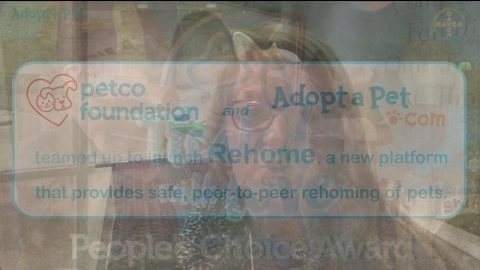 Adopt a Pet
BAYER
petco
foundation
and
Adopt a Pet
.com
teamed up to launch Rehome, a new platform
that provides safe, peer-to-peer rehoming of pets.
People's Choice Award